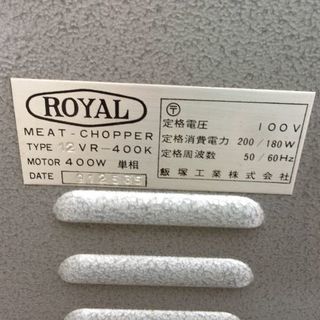 ROYAL
MEAT-CHOPPER
TYPE 12VR-400K
MOTOR 400W 単相
DATE
〒
定格電圧 100V
定格消費電力 200/180W
定格周波数 50/60Hz
飯塚工業株式会社